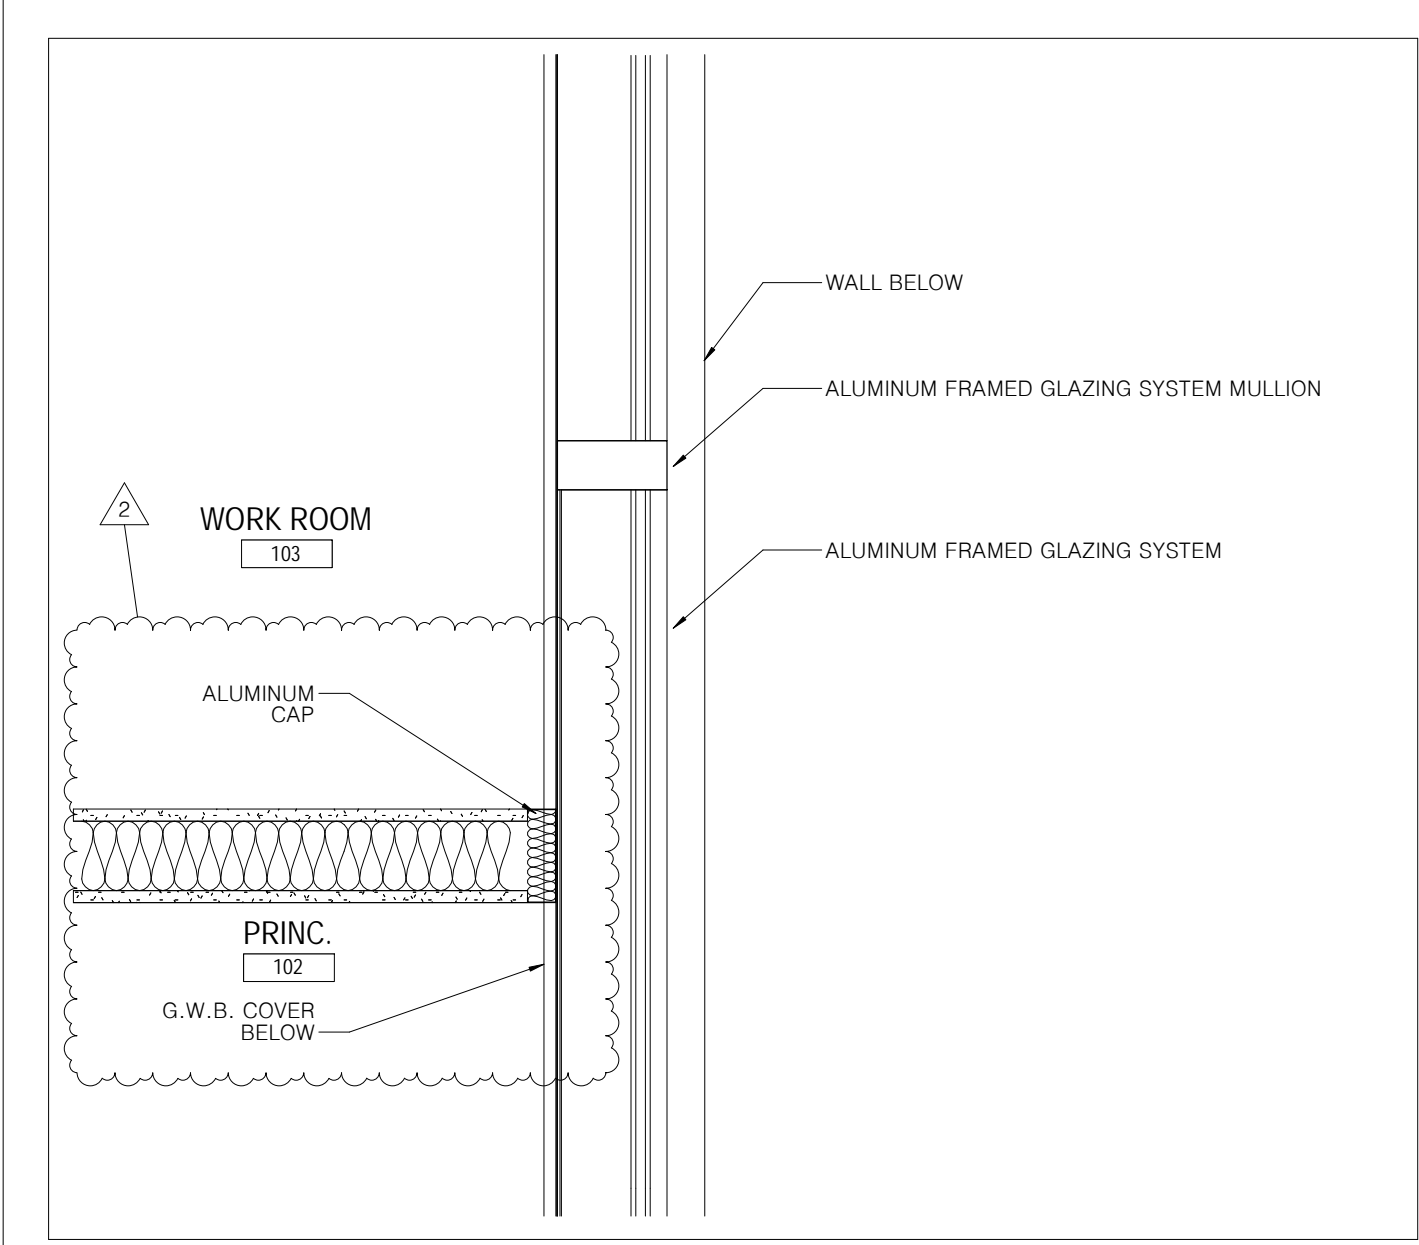 WALL BELOW
ALUMINUM FRAMED GLAZING SYSTEM MULLION
2
WORK ROOM
103
ALUMINUM FRAMED GLAZING SYSTEM
ALUMINUM
CAP
PRINC.
102
G.W.B. COVER
BELOW